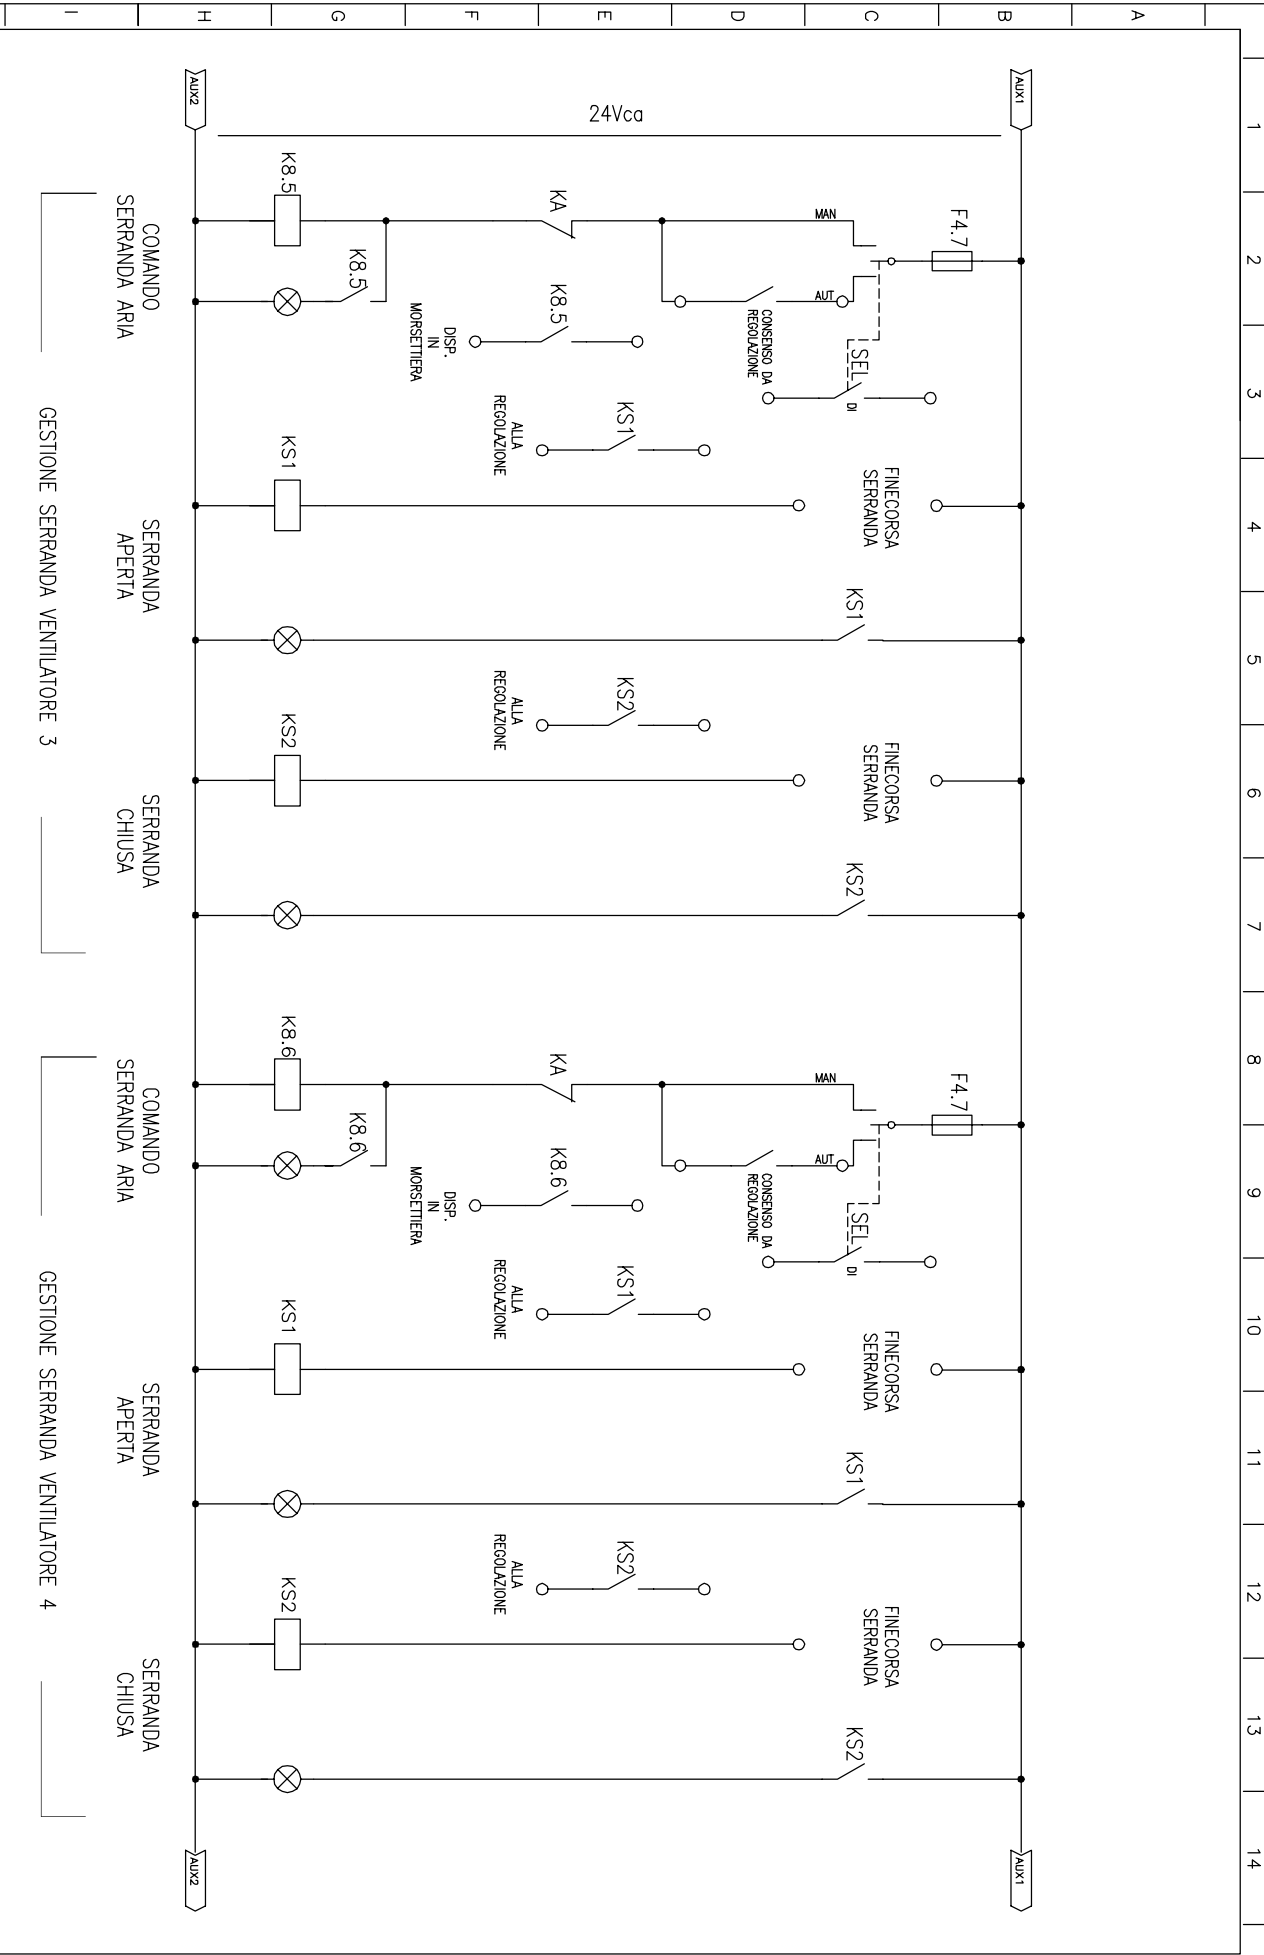 1
2
3
4
5
6
7
8
9
10
11
12
13
14
A
B
C
D
E
F
G
H
I
AUX1
AUX1
24Vca
F4.7
MAN
AUT
SEL
DI
CONSENSO DA
REGOLAZIONE
KA
K8.5
DISP.
IN
MORSETTIERA
K8.5
K8.5
KS1
ALLA
REGOLAZIONE
FINECORSA
SERRANDA
KS1
KS1
KS2
ALLA
REGOLAZIONE
FINECORSA
SERRANDA
KS2
KS2
F4.7
MAN
AUT
SEL
DI
CONSENSO DA
REGOLAZIONE
KA
K8.6
DISP.
IN
MORSETTIERA
K8.6
K8.6
KS1
ALLA
REGOLAZIONE
FINECORSA
SERRANDA
KS1
KS1
KS2
ALLA
REGOLAZIONE
FINECORSA
SERRANDA
KS2
KS2
AUX2
AUX2
COMANDO
SERRANDA ARIA
SERRANDA
APERTA
SERRANDA
CHIUSA
COMANDO
SERRANDA ARIA
SERRANDA
APERTA
SERRANDA
CHIUSA
GESTIONE SERRANDA VENTILATORE 3
GESTIONE SERRANDA VENTILATORE 4